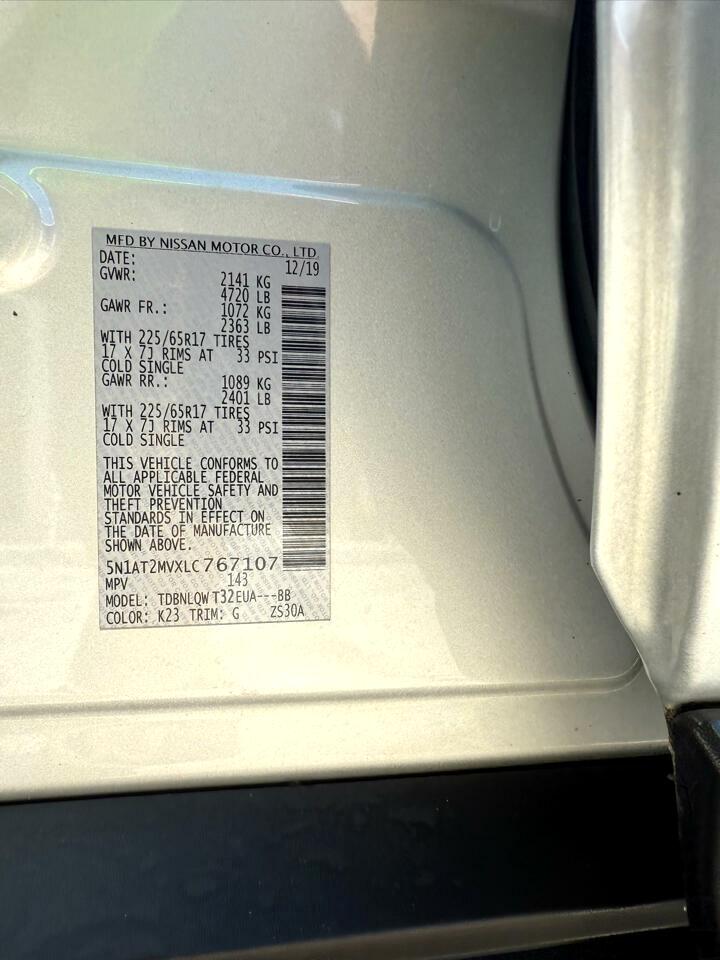 MFD BY NISSAN MOTOR CO., LTD.
DATE: 12/19
GVWR: 2141 KG
4720 LB
GAWR FR.: 1072 KG
2363 LB
WITH 225/65R17 TIRES
17 X 7J RIMS AT 33 PSI
COLD SINGLE
GAWR RR.: 1089 KG
2401 LB
WITH 225/65R17 TIRES
17 X 7J RIMS AT 33 PSI
COLD SINGLE
THIS VEHICLE CONFORMS TO
ALL APPLICABLE FEDERAL
MOTOR VEHICLE SAFETY AND
THEFT PREVENTION
STANDARDS IN EFFECT ON
THE DATE OF MANUFACTURE
SHOWN ABOVE.
5N1AT2MVXLC767107
MPV 143
MODEL: TDBNLQWT32EUA---BB
COLOR: K23 TRIM: G ZS30A